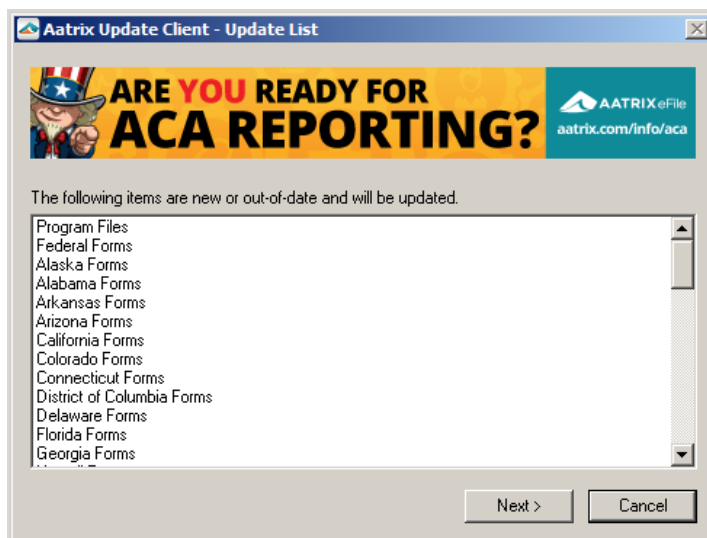 Aatrix Update Client - Update List
ARE YOU READY FOR
ACA REPORTING?
AATRIX eFile
aatrix.com/info/aca
The following items are new or out-of-date and will be updated.
Program Files
Federal Forms
Alaska Forms
Alabama Forms
Arkansas Forms
Arizona Forms
California Forms
Colorado Forms
Connecticut Forms
District of Columbia Forms
Delaware Forms
Florida Forms
Georgia Forms
Next >
Cancel